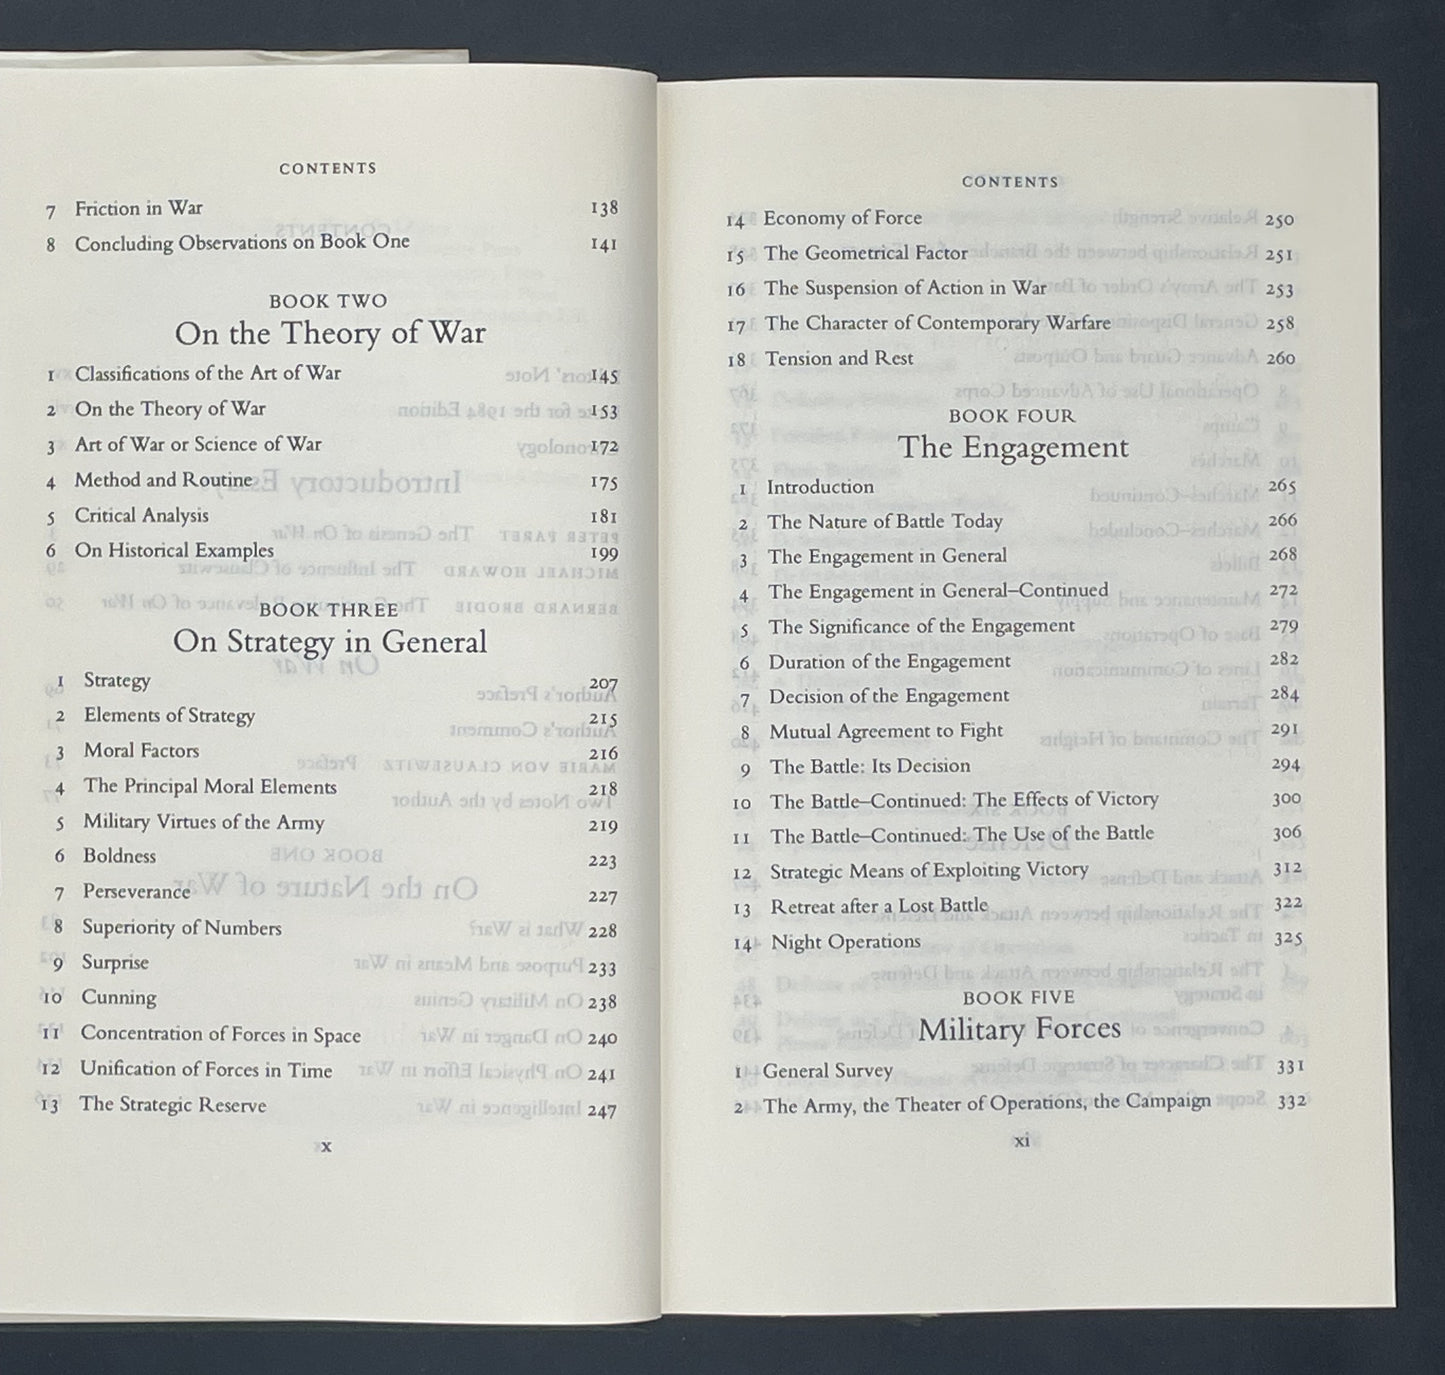 CONTENTS
7 Friction in War 138
8 Concluding Observations on Book One 141
BOOK TWO
On the Theory of War
1 Classifications of the Art of War 145
2 On the Theory of War 153
3 Art of War or Science of War 172
4 Method and Routine 175
5 Critical Analysis 181
6 On Historical Examples 199
BOOK THREE
On Strategy in General
1 Strategy 207
2 Elements of Strategy 215
3 Moral Factors 216
4 The Principal Moral Elements 218
5 Military Virtues of the Army 219
6 Boldness 223
7 Perseverance 227
8 Superiority of Numbers 228
9 Surprise 233
10 Cunning 238
11 Concentration of Forces in Space 240
12 Unification of Forces in Time 241
13 The Strategic Reserve 247
x
CONTENTS
14 Economy of Force 250
15 The Geometrical Factor 251
16 The Suspension of Action in War 253
17 The Character of Contemporary Warfare 258
18 Tension and Rest 260
BOOK FOUR
The Engagement
1 Introduction 265
2 The Nature of Battle Today 266
3 The Engagement in General 268
4 The Engagement in General–Continued 272
5 The Significance of the Engagement 279
6 Duration of the Engagement 282
7 Decision of the Engagement 284
8 Mutual Agreement to Fight 291
9 The Battle: Its Decision 294
10 The Battle–Continued: The Effects of Victory 300
11 The Battle–Continued: The Use of the Battle 306
12 Strategic Means of Exploiting Victory 312
13 Retreat after a Lost Battle 322
14 Night Operations 325
BOOK FIVE
Military Forces
1 General Survey 331
2 The Army, the Theater of Operations, the Campaign 332
xi